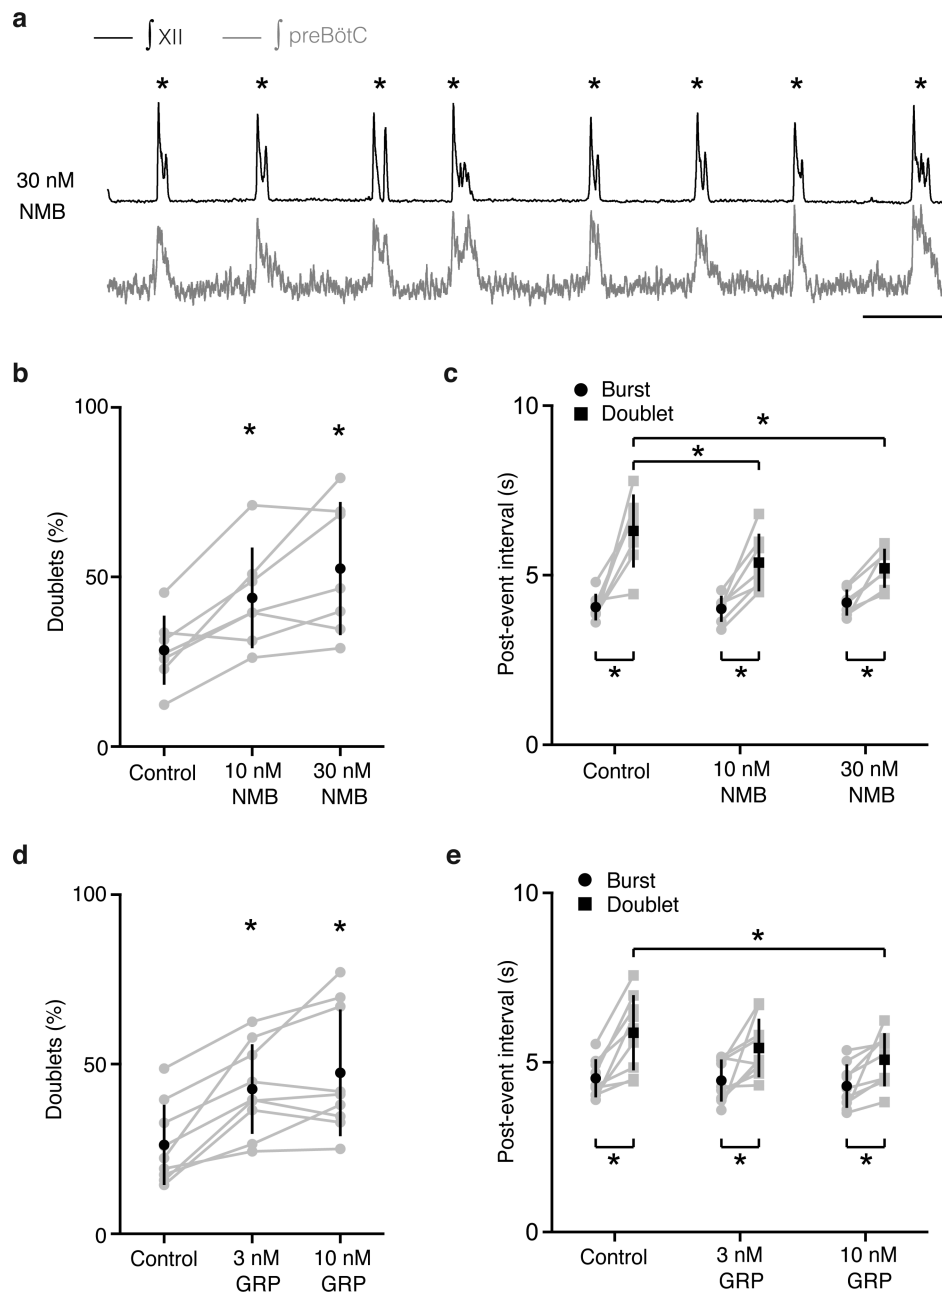 a
∫XII ∫preBötC
* * * * * * * *
30 nM
NMB
b
100
50
0
Doublets (%)
* *
Control 10 nM 30 nM
NMB NMB
c
Burst
Doublet
10
5
0
Post-event interval (s)
*
*
* * *
Control 10 nM 30 nM
NMB NMB
d
100
50
0
Doublets (%)
* *
Control 3 nM 10 nM
GRP GRP
e
Burst
Doublet
10
5
0
Post-event interval (s)
*
* * *
Control 3 nM 10 nM
GRP GRP